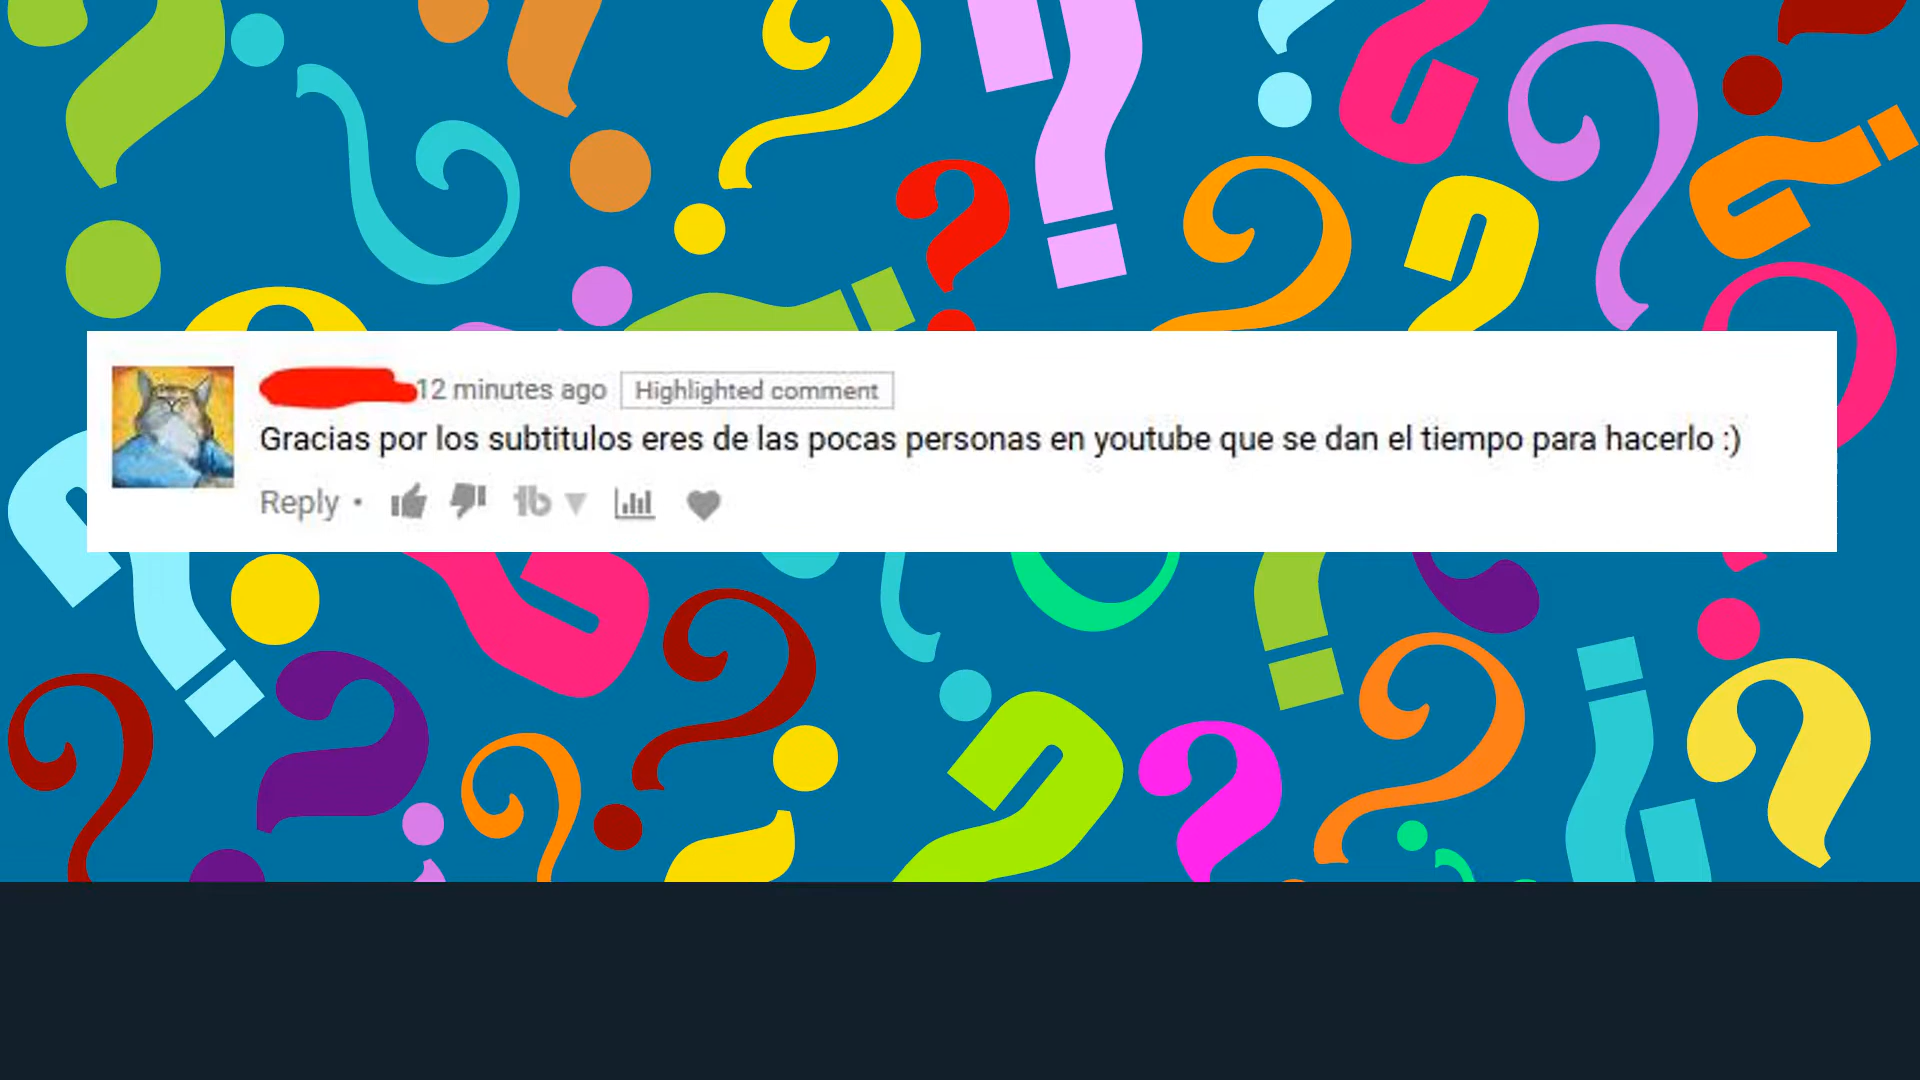 12 minutes ago Highlighted comment
Gracias por los subtitulos eres de las pocas personas en youtube que se dan el tiempo para hacerlo :)
Reply •